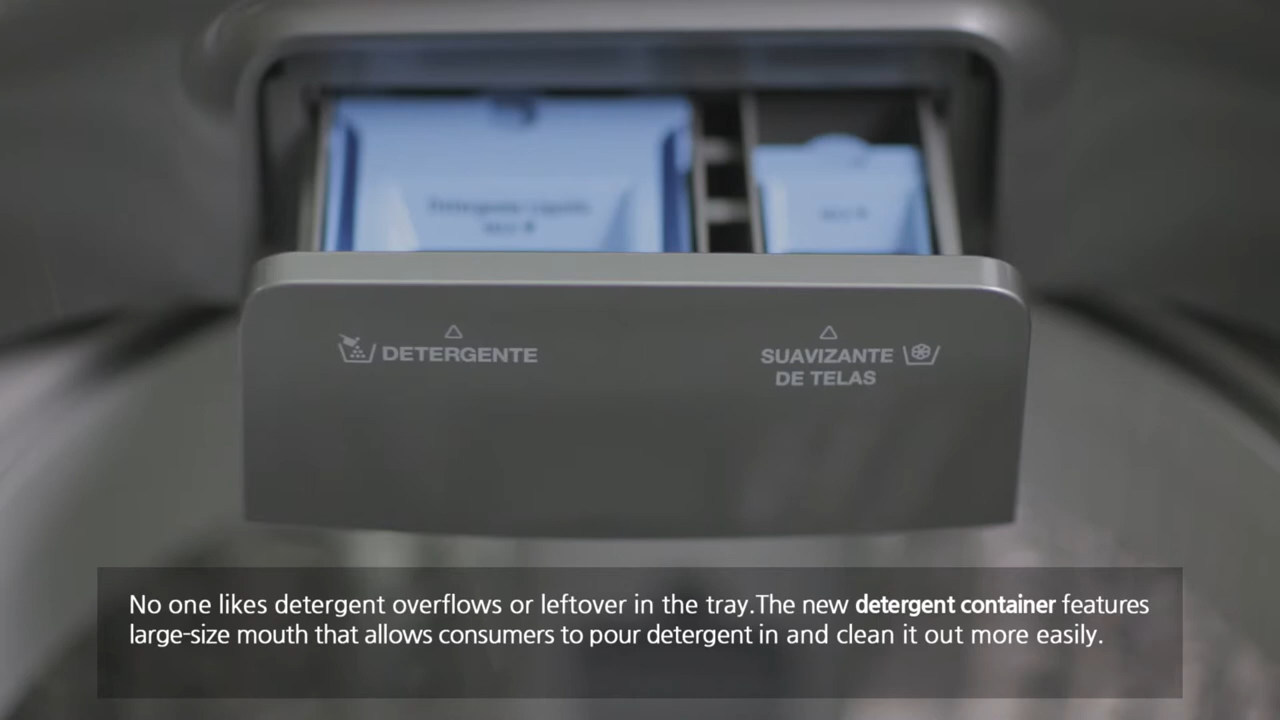 DETERGENTE
SUAVIZANTE
DE TELAS
No one likes detergent overflows or leftover in the tray.The new detergent container features
large-size mouth that allows consumers to pour detergent in and clean it out more easily.